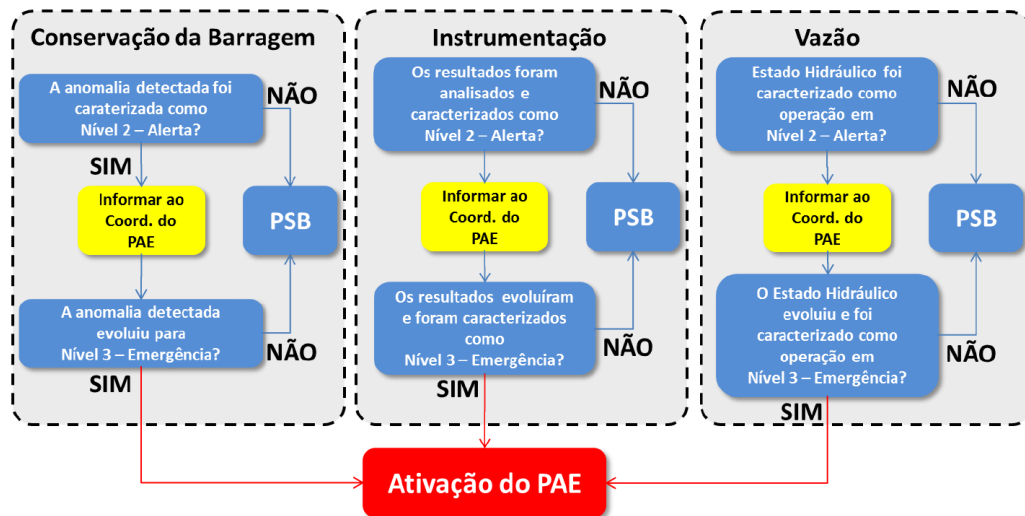 Conservação da Barragem
A anomalia detectada foi
caraterizada como
Nível 2 – Alerta?
NÃO
SIM
Informar ao
Coord. do
PAE
PSB
A anomalia detectada
evoluiu para
Nível 3 – Emergência?
NÃO
SIM
Instrumentação
Os resultados foram
analisados e
caracterizados como
Nível 2 – Alerta?
NÃO
Informar ao
Coord. do
PAE
PSB
Os resultados evoluíram
e foram caracterizados
como
Nível 3 – Emergência?
NÃO
SIM
Vazão
Estado Hidráulico foi
caracterizado como
operação em
Nível 2 – Alerta?
NÃO
Informar ao
Coord. do
PAE
PSB
O Estado Hidráulico
evoluiu e foi
caracterizado como
operação em
Nível 3 – Emergência?
NÃO
SIM
Ativação do PAE